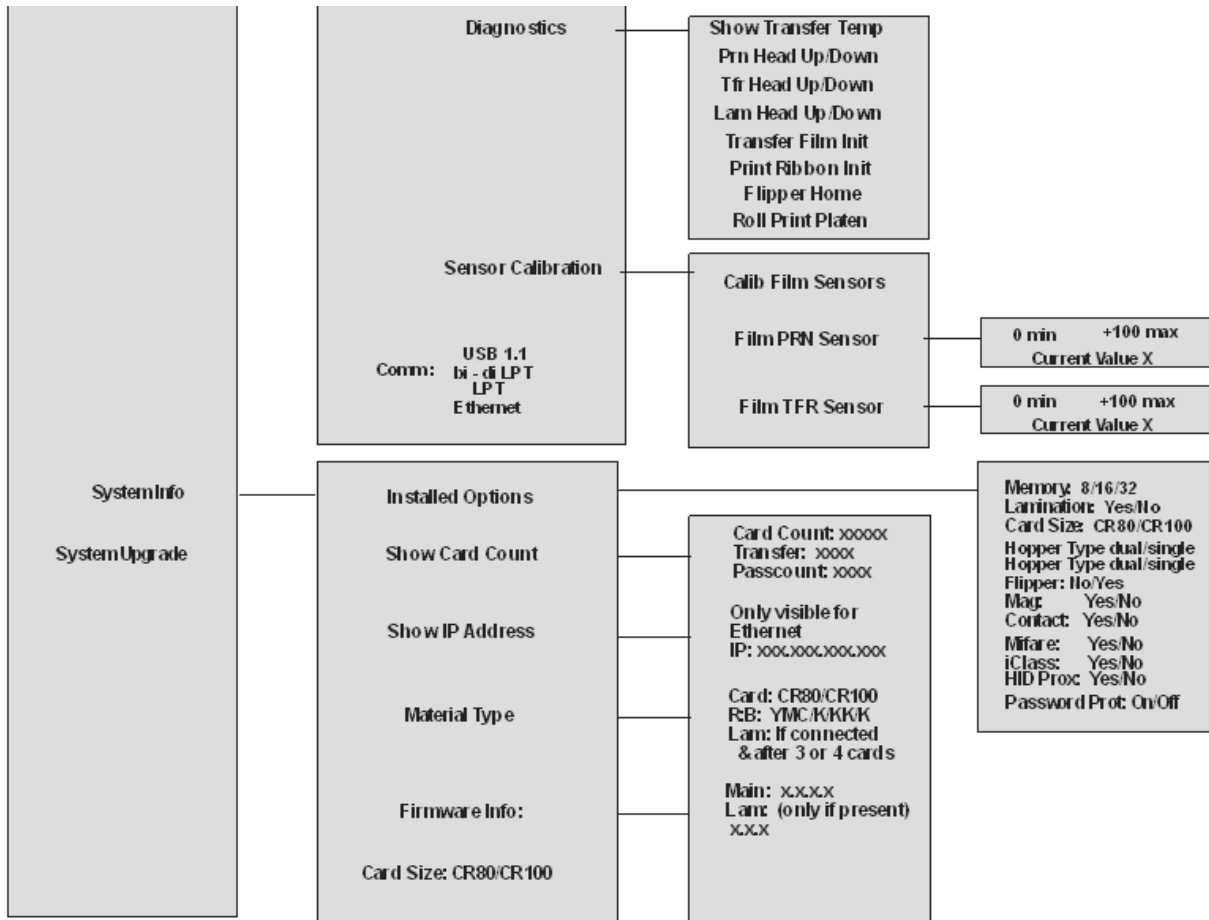 Diagnostics
Show Transfer Temp
Prn Head Up/Down
Tfr Head Up/Down
Lam Head Up/Down
Transfer Film Init
Print Ribbon Init
Flipper Home
Roll Print Platen
Sensor Calibration
Calib Film Sensors
Film PRN Sensor
0 min +100 max
Current Value X
Film TFR Sensor
0 min +100 max
Current Value X
Comm:
USB 1.1
bi - di LPT
LPT
Ethernet
System Info
System Upgrade
Installed Options
Memory: 8/16/32
Lamination: Yes/No
Card Size: CR80/CR100
Hopper Type dual/single
Hopper Type dual/single
Flipper: No/Yes
Mag: Yes/No
Contact: Yes/No
Mifare: Yes/No
iClass: Yes/No
HID Prox: Yes/No
Password Prot: On/Off
Show Card Count
Card Count: xxxxx
Transfer: xxxx
Passcount: xxxx
Show IP Address
Only visible for
Ethernet
IP: xxx.xxx.xxx.xxx
Material Type
Card: CR80/CR100
R:B: YMC/K/KK/K
Lam: If connected
& after 3 or 4 cards
Firmware Info:
Main: x.x.x.x
Lam: (only if present)
x.x.x
Card Size: CR80/CR100